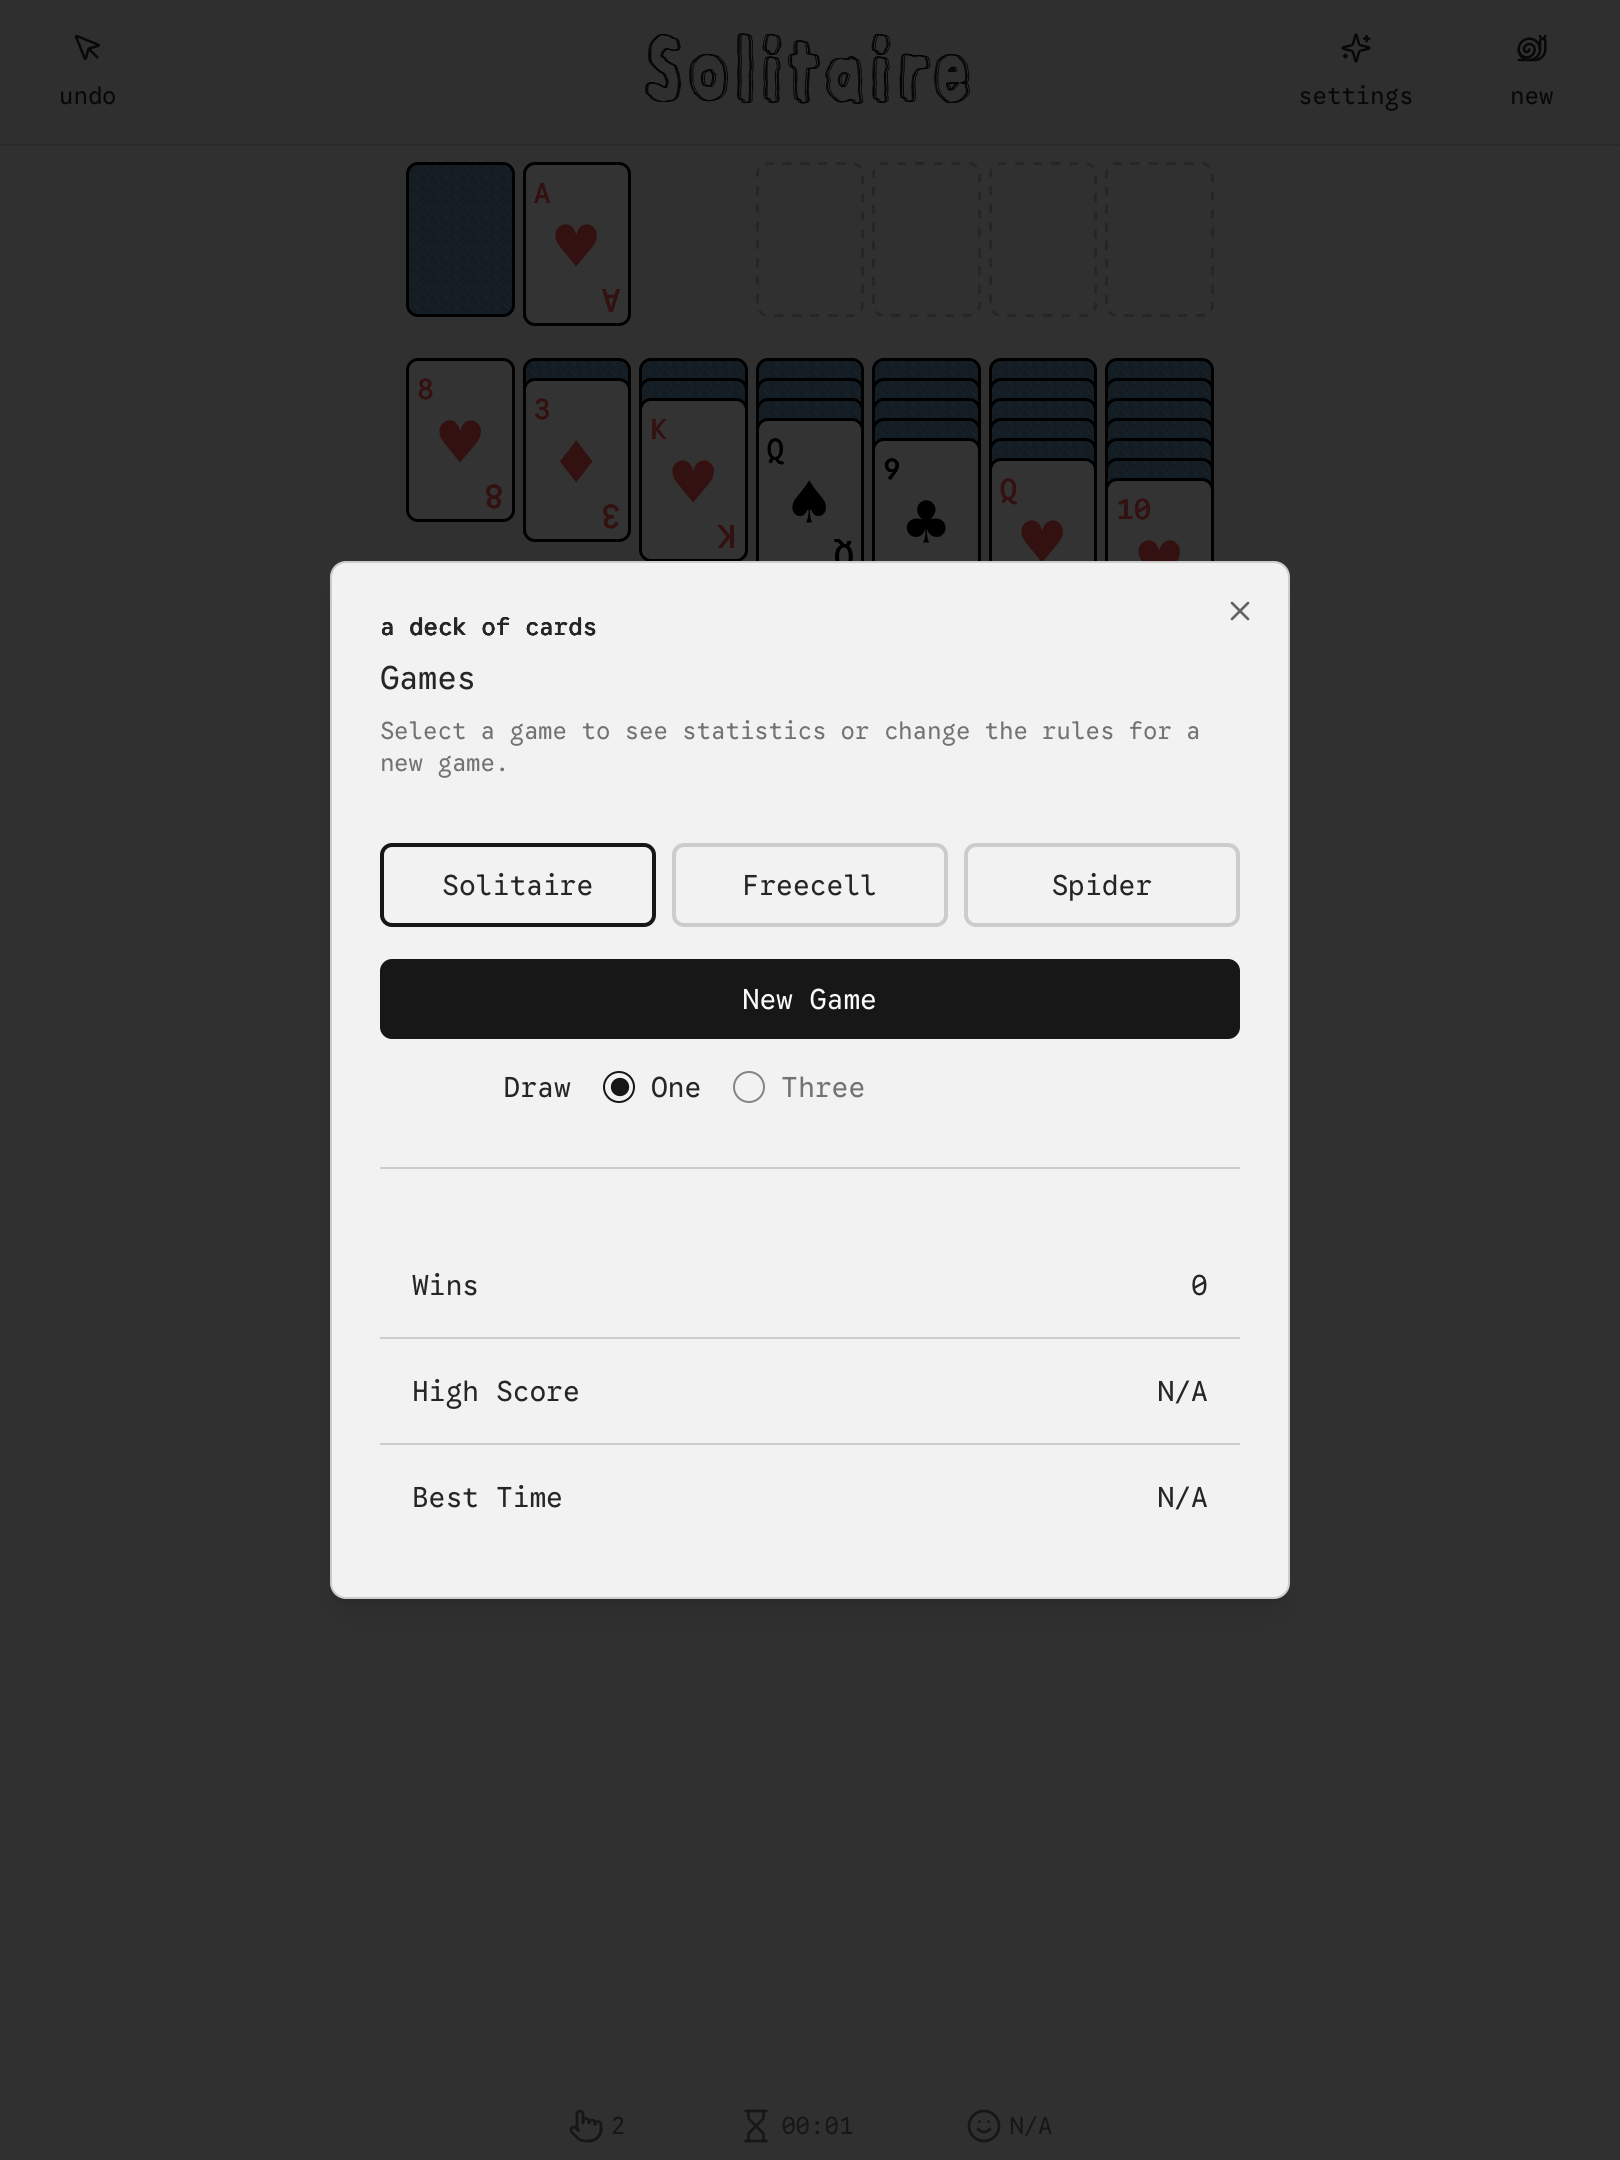 undo
Solitaire
settings
new
A
A
8
8
3
3
K
K
Q
Q
9
Q
10
a deck of cards
Games
Select a game to see statistics or change the rules for a
new game.
Solitaire
Freecell
Spider
New Game
Draw One Three
Wins 0
High Score N/A
Best Time N/A
2
00:01
N/A